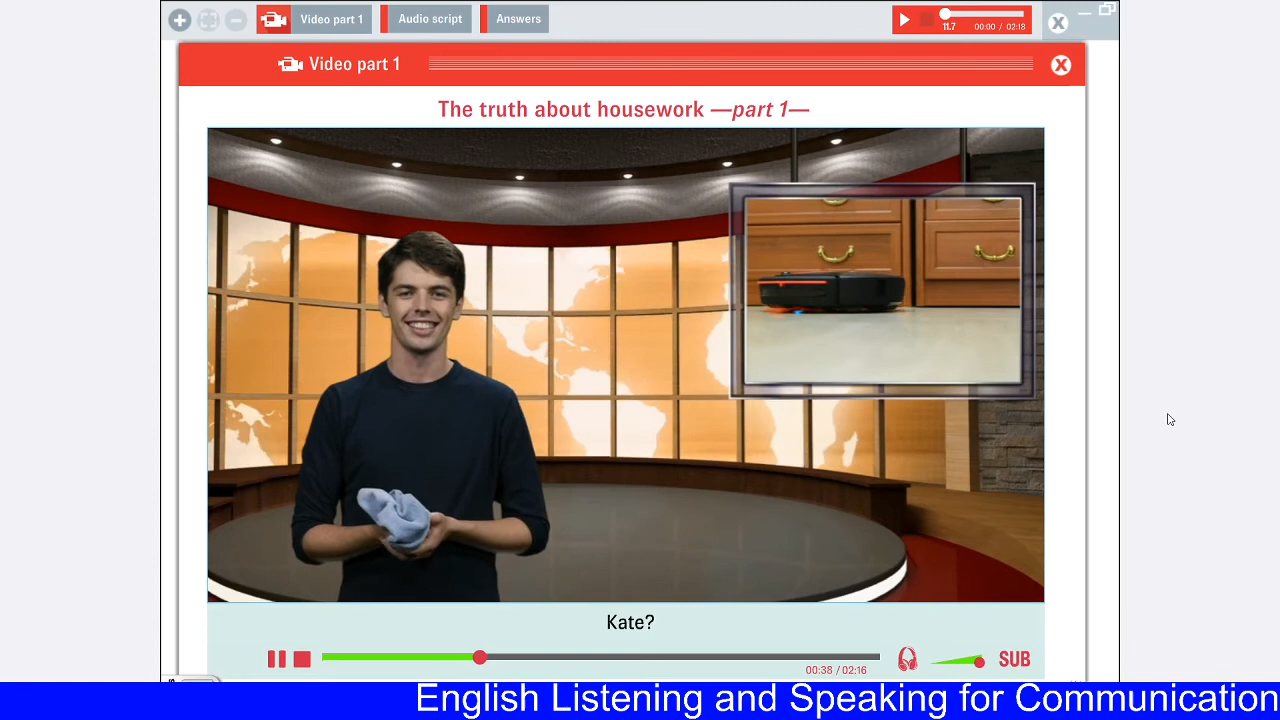 Video part 1
Audio script
Answers
11.7
00:00 / 02:18
Video part 1
The truth about housework —part 1—
Kate?
00:38 / 02:16
SUB
English Listening and Speaking for Communication